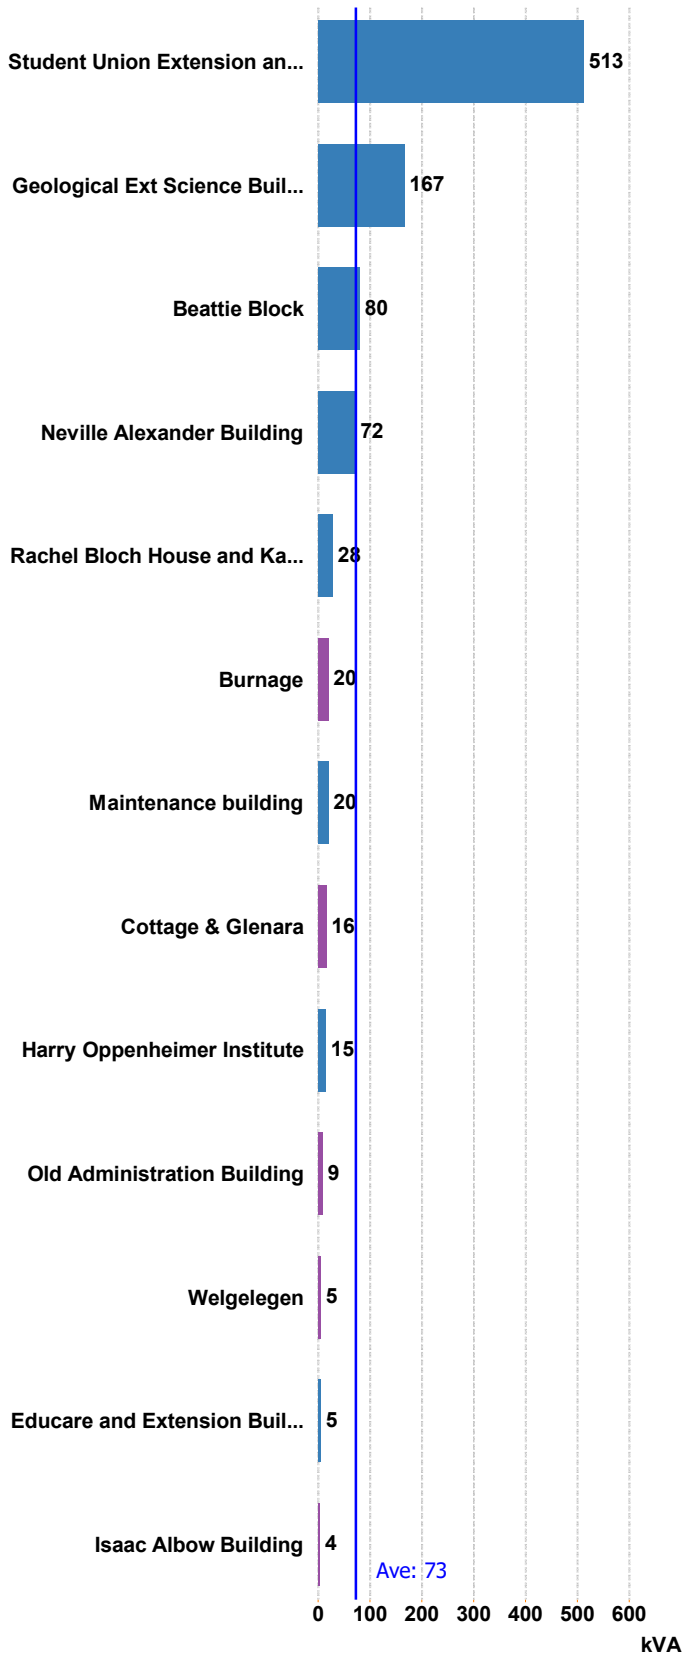 Student Union Extension an... 513
Geological Ext Science Buil... 167
Beattie Block 80
Neville Alexander Building 72
Rachel Bloch House and Ka... 28
Burnage 20
Maintenance building 20
Cottage & Glenara 16
Harry Oppenheimer Institute 15
Old Administration Building 9
Welgelegen 5
Educare and Extension Buil... 5
Isaac Albow Building 4
Ave: 73
0 100 200 300 400 500 600
kVA